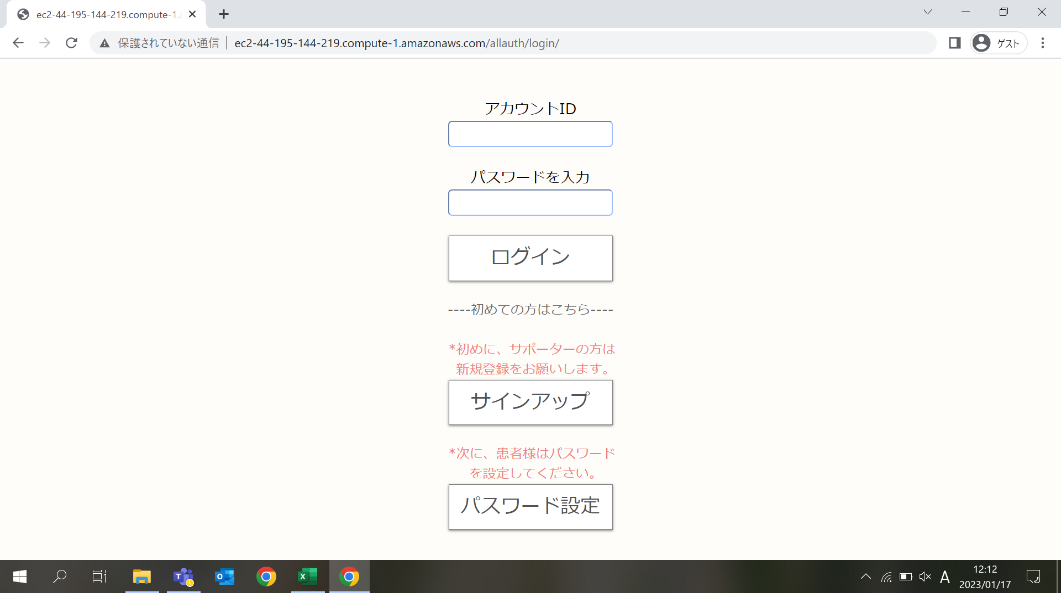 ec2-44-195-144-219.compute-1.
保護されていない通信
ec2-44-195-144-219.compute-1.amazonaws.com/allauth/login/
ゲスト
アカウントID
パスワードを入力
ログイン
----初めての方はこちら----
*初めに、サポーターの方は
新規登録をお願いします。
サインアップ
*次に、患者様はパスワード
を設定してください。
パスワード設定
A
12:12
2023/01/17